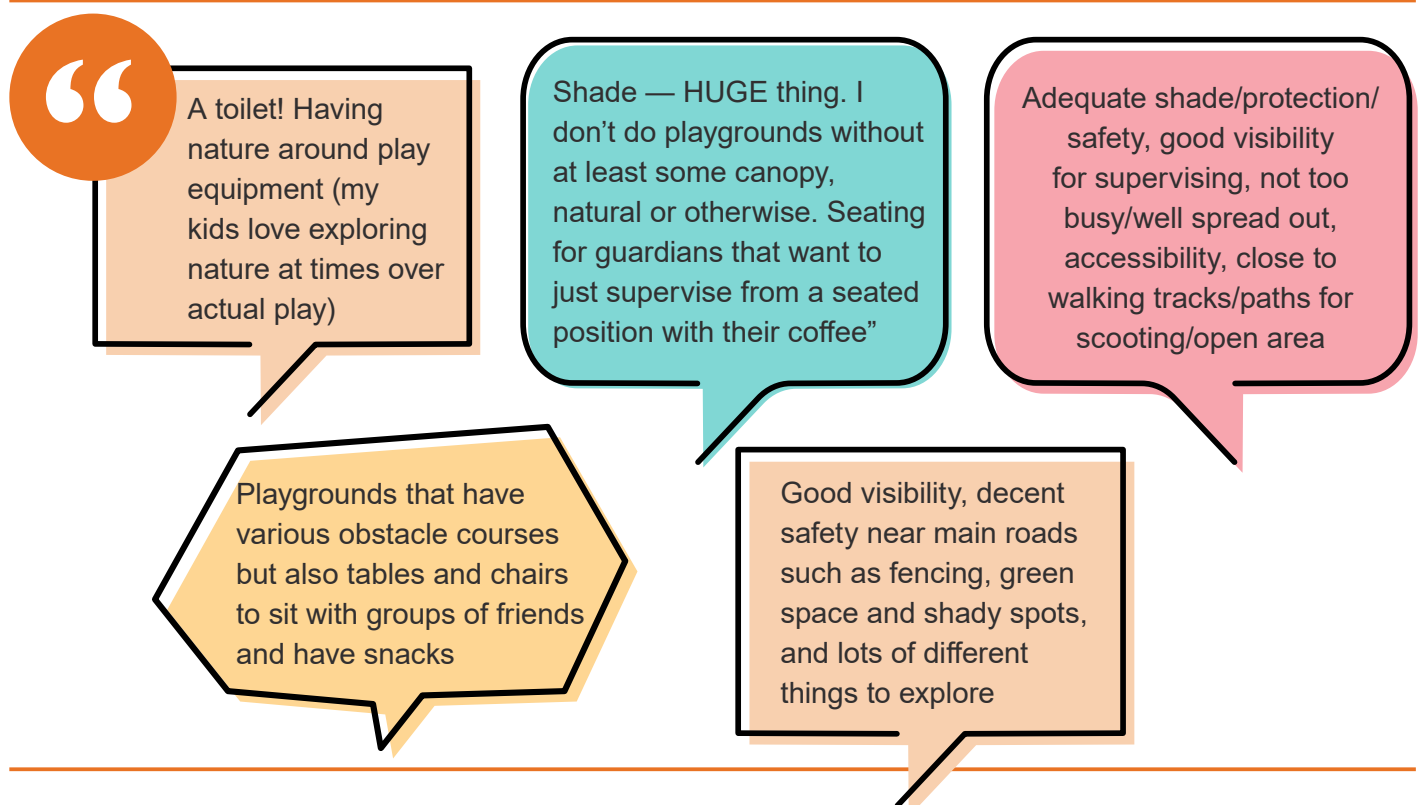 “
A toilet! Having
nature around play
equipment (my
kids love exploring
nature at times over
actual play)
Shade — HUGE thing. I
don’t do playgrounds without
at least some canopy,
natural or otherwise. Seating
for guardians that want to
just supervise from a seated
position with their coffee”
Adequate shade/protection/
safety, good visibility
for supervising, not too
busy/well spread out,
accessibility, close to
walking tracks/paths for
scooting/open area
Playgrounds that have
various obstacle courses
but also tables and chairs
to sit with groups of friends
and have snacks
Good visibility, decent
safety near main roads
such as fencing, green
space and shady spots,
and lots of different
things to explore